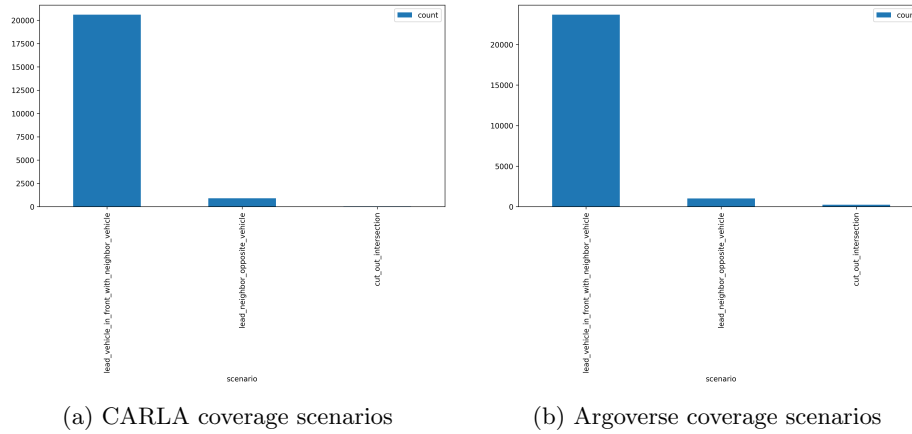 20000
17500
15000
12500
10000
7500
5000
2500
0
count
lead_vehicle_in_front_with_neighbor_vehicle
lead_neighbor_opposite_vehicle
cut_out_intersection
scenario
(a) CARLA coverage scenarios
20000
15000
10000
5000
0
count
lead_vehicle_in_front_with_neighbor_vehicle
lead_neighbor_opposite_vehicle
cut_out_intersection
scenario
(b) Argoverse coverage scenarios